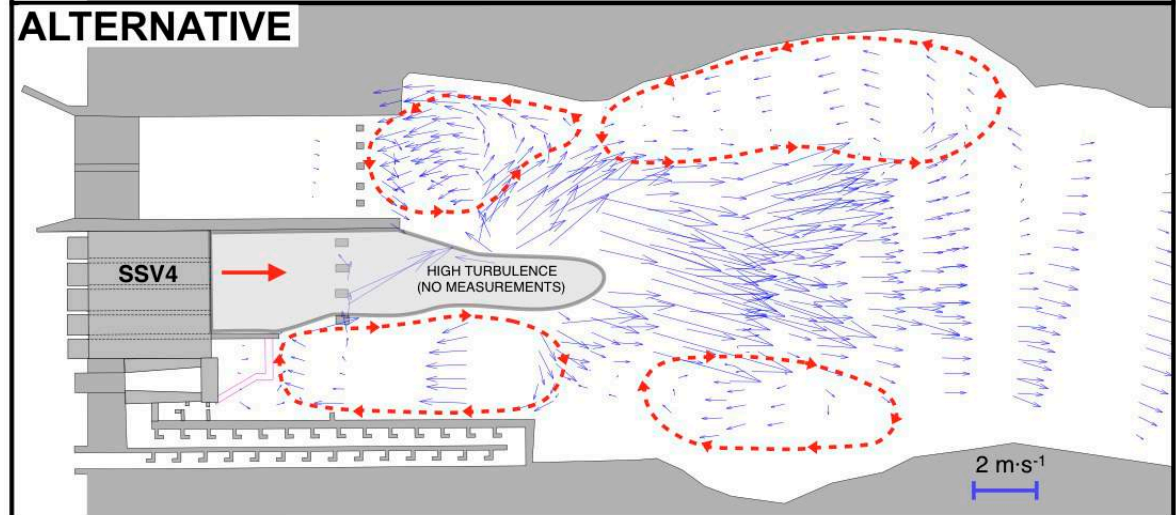 ALTERNATIVE
SSV4
HIGH TURBULENCE
(NO MEASUREMENTS)
2 m·s⁻¹